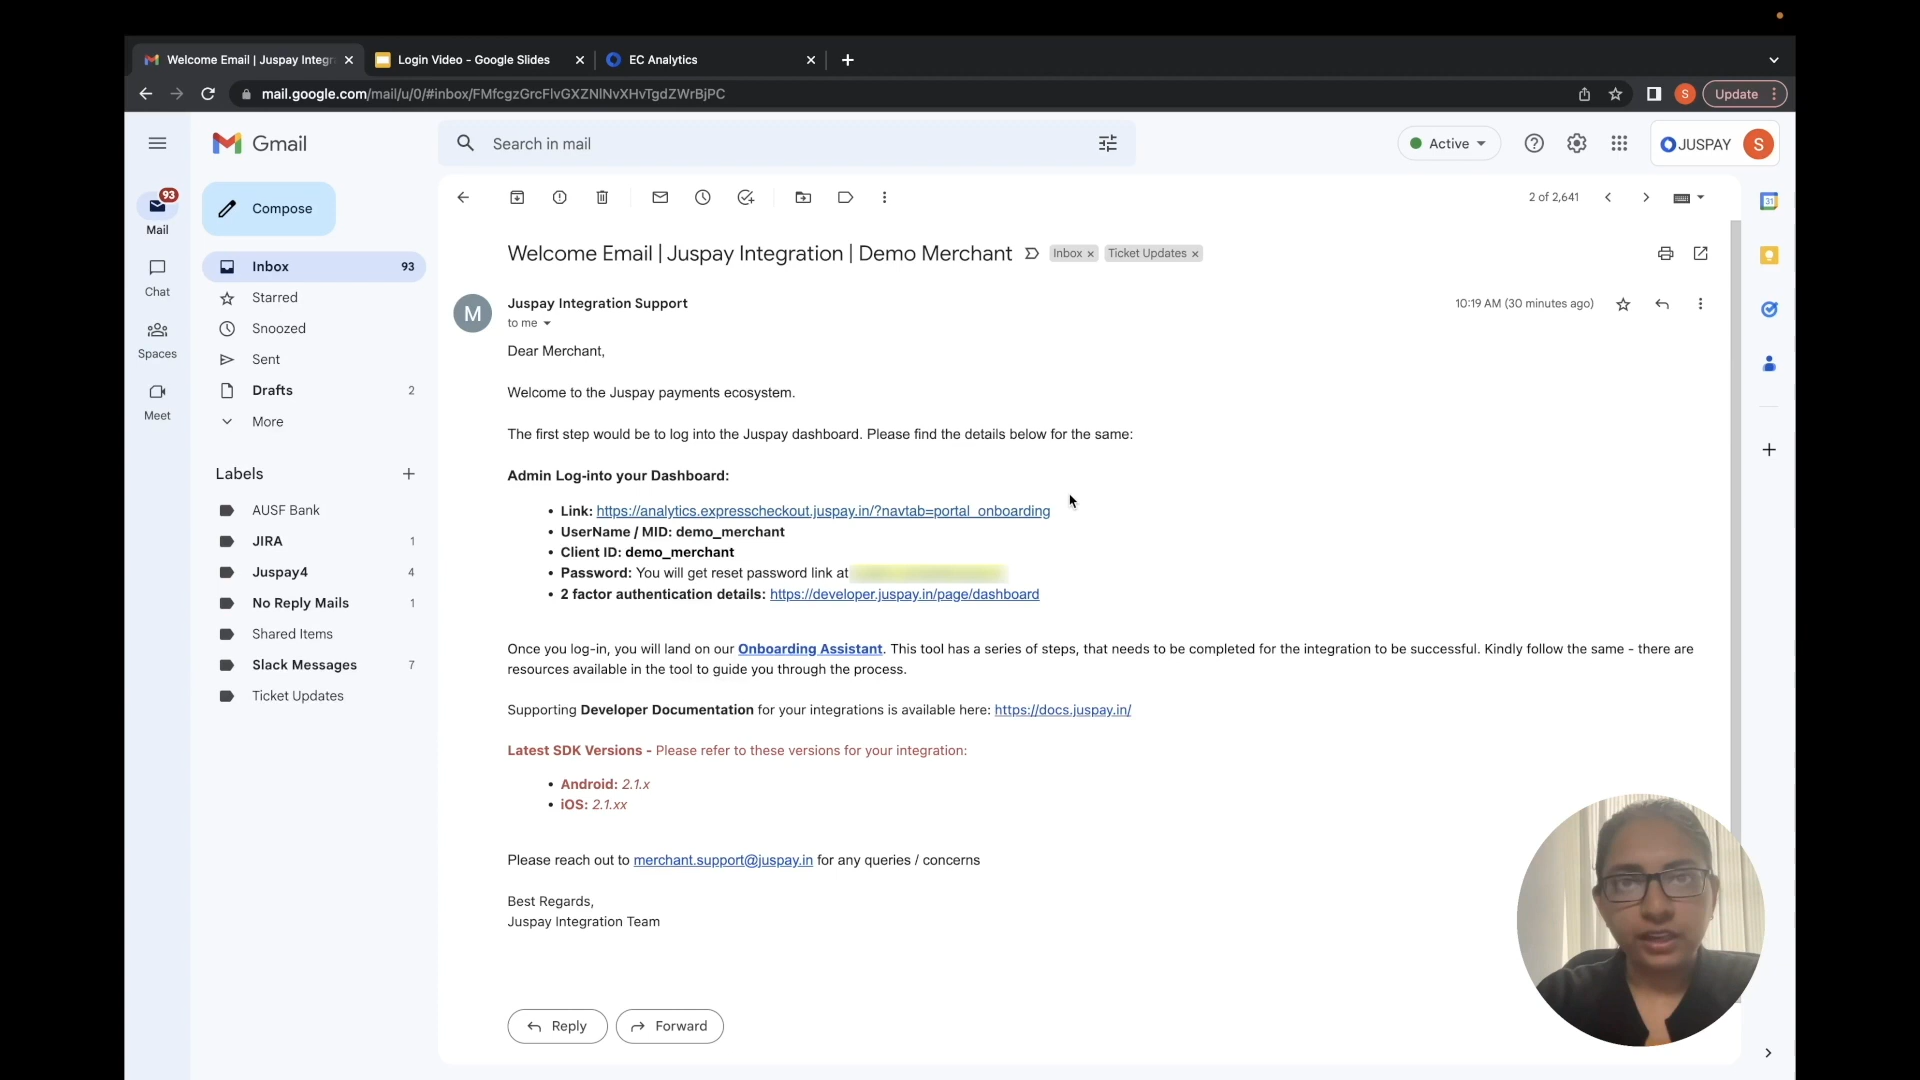 Welcome Email | Juspay Integr
Login Video - Google Slides
EC Analytics
mail.google.com/mail/u/0/#inbox/FMfcgzGrcFlvGXZNlNvXHvTgdZWrBjPC
S
Update
Gmail
Search in mail
Active
JUSPAY
S
93
Mail
Chat
Spaces
Meet
Compose
Inbox 93
Starred
Snoozed
Sent
Drafts 2
More
Labels
AUSF Bank
JIRA 1
Juspay4 4
No Reply Mails 1
Shared Items
Slack Messages 7
Ticket Updates
2 of 2,641
31
Welcome Email | Juspay Integration | Demo Merchant Inbox x Ticket Updates x
M
Juspay Integration Support
10:19 AM (30 minutes ago)
to me
Dear Merchant,
Welcome to the Juspay payments ecosystem.
The first step would be to log into the Juspay dashboard. Please find the details below for the same:
Admin Log-into your Dashboard:
• Link: https://analytics.expresscheckout.juspay.in/?navtab=portal_onboarding
• UserName / MID: demo_merchant
• Client ID: demo_merchant
• Password: You will get reset password link at
• 2 factor authentication details: https://developer.juspay.in/page/dashboard
Once you log-in, you will land on our Onboarding Assistant. This tool has a series of steps, that needs to be completed for the integration to be successful. Kindly follow the same - there are
resources available in the tool to guide you through the process.
Supporting Developer Documentation for your integrations is available here: https://docs.juspay.in/
Latest SDK Versions - Please refer to these versions for your integration:
• Android: 2.1.x
• iOS: 2.1.xx
Please reach out to merchant.support@juspay.in for any queries / concerns
Best Regards,
Juspay Integration Team
Reply
Forward